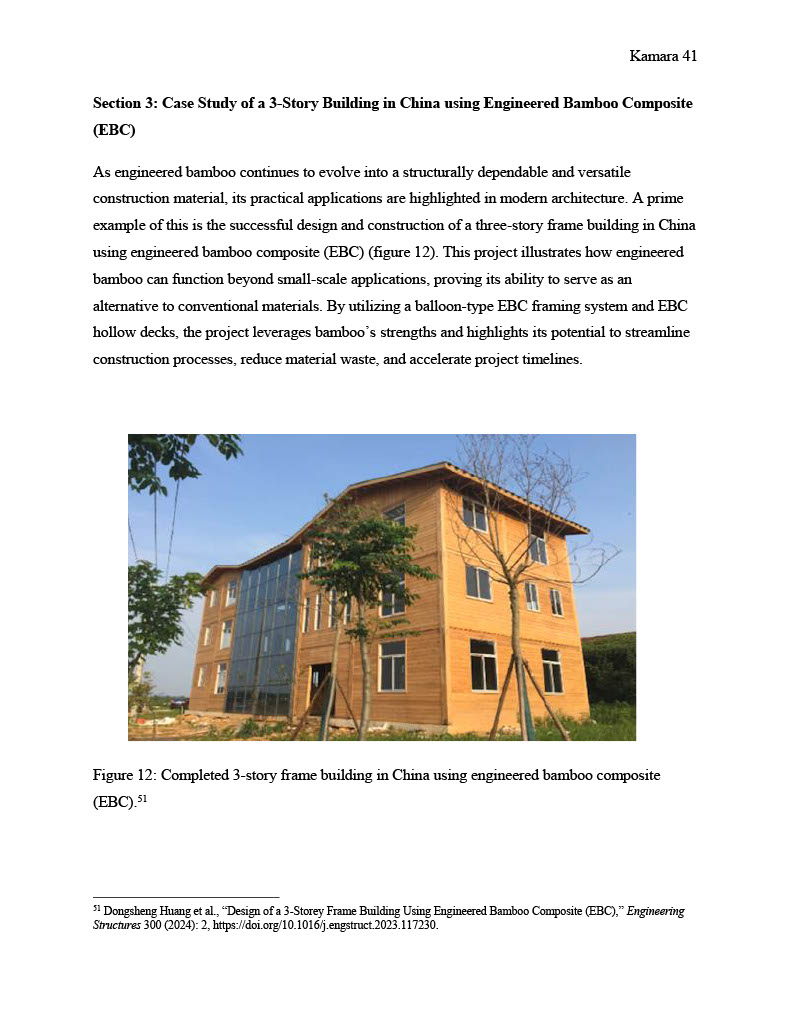 Kamara 41
Section 3: Case Study of a 3-Story Building in China using Engineered Bamboo Composite
(EBC)
As engineered bamboo continues to evolve into a structurally dependable and versatile
construction material, its practical applications are highlighted in modern architecture. A prime
example of this is the successful design and construction of a three-story frame building in China
using engineered bamboo composite (EBC) (figure 12). This project illustrates how engineered
bamboo can function beyond small-scale applications, proving its ability to serve as an
alternative to conventional materials. By utilizing a balloon-type EBC framing system and EBC
hollow decks, the project leverages bamboo’s strengths and highlights its potential to streamline
construction processes, reduce material waste, and accelerate project timelines.
Figure 12: Completed 3-story frame building in China using engineered bamboo composite
(EBC).51
51 Dongsheng Huang et al., “Design of a 3-Storey Frame Building Using Engineered Bamboo Composite (EBC),” Engineering
Structures 300 (2024): 2, https://doi.org/10.1016/j.engstruct.2023.117230.